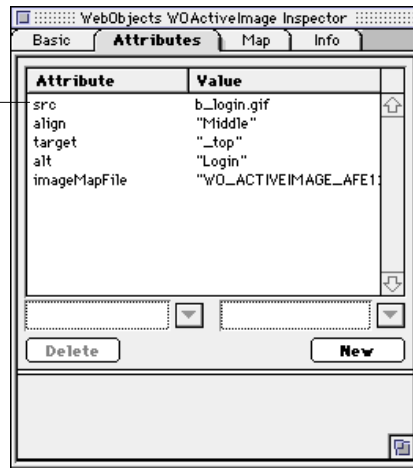 WebObjects WOActiveImage Inspector
Basic Attributes Map Info
Attribute Value
src b_login.gif
align "Middle"
target "_top"
alt "Login"
imageMapFile "WO_ACTIVEIMAGE_AFE1
Delete New